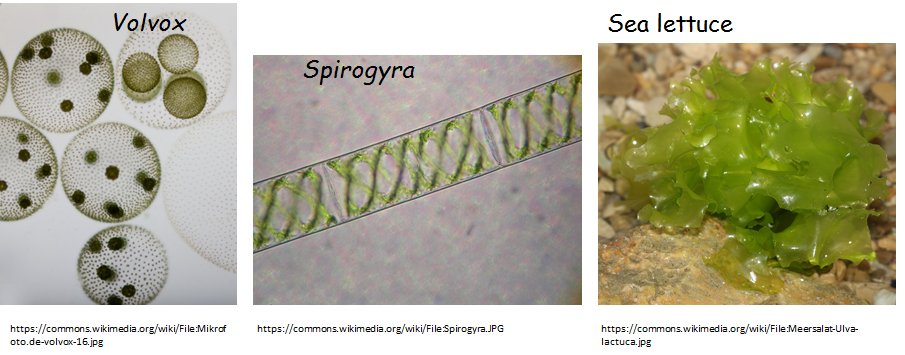 Volvox
Spirogyra
Sea lettuce
https://commons.wikimedia.org/wiki/File:Mikrof
oto.de-volvox-16.jpg
https://commons.wikimedia.org/wiki/File:Spirogyra.JPG
https://commons.wikimedia.org/wiki/File:Meersalat-Ulva-
lactuca.jpg